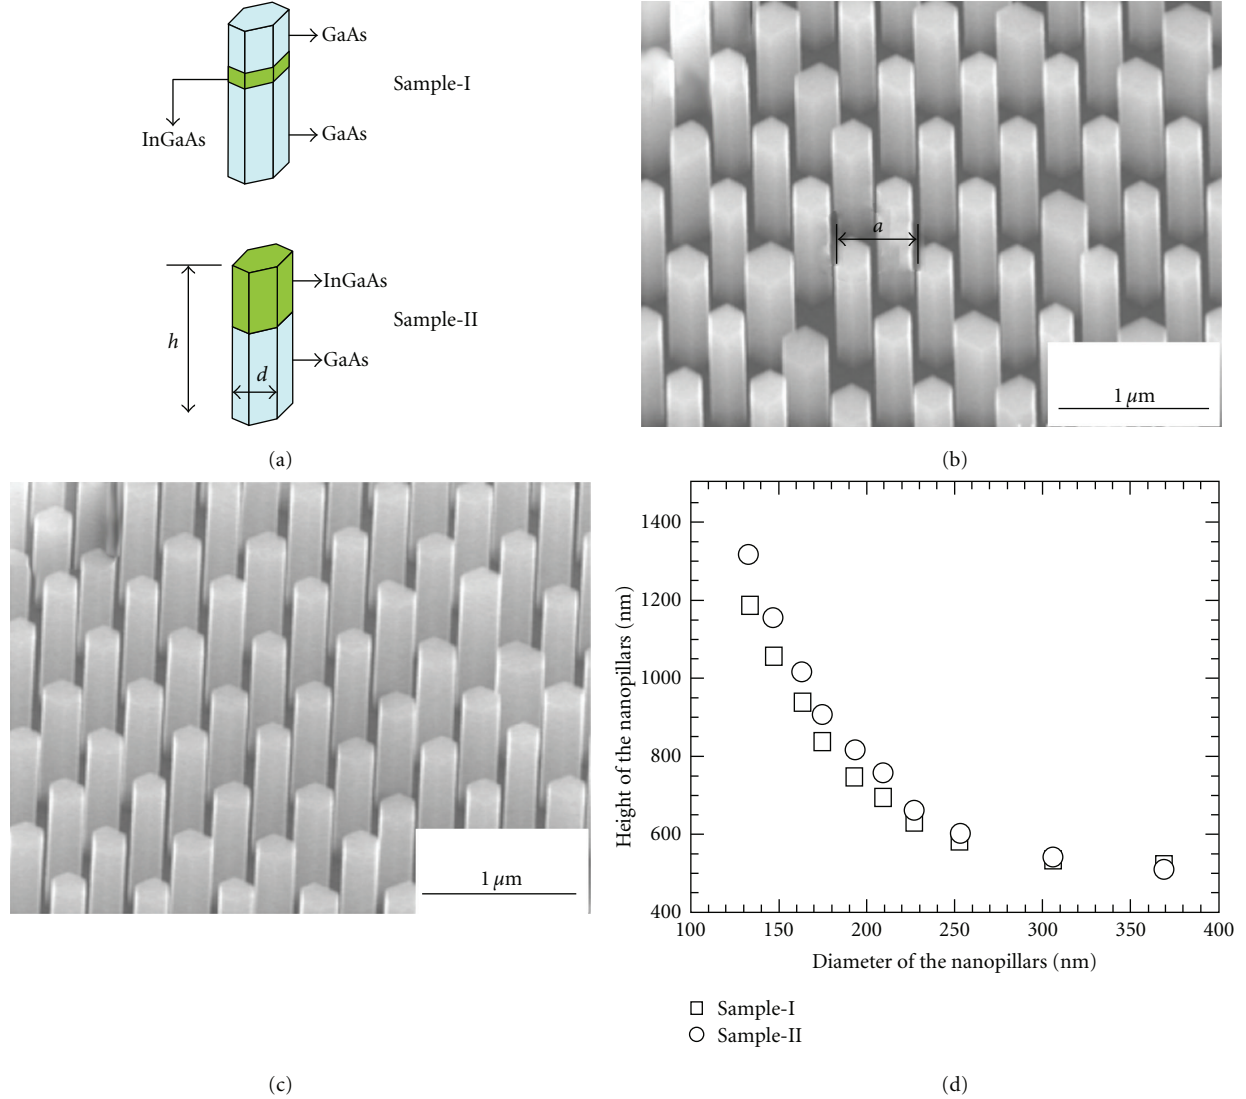 GaAs
Sample-I
InGaAs
GaAs
InGaAs
Sample-II
h
GaAs
d
(a)
a
1 μm
(b)
1 μm
(c)
Height of the nanopillars (nm)
1400
1200
1000
800
600
400
100 150 200 250 300 350 400
Diameter of the nanopillars (nm)
Sample-I
Sample-II
(d)